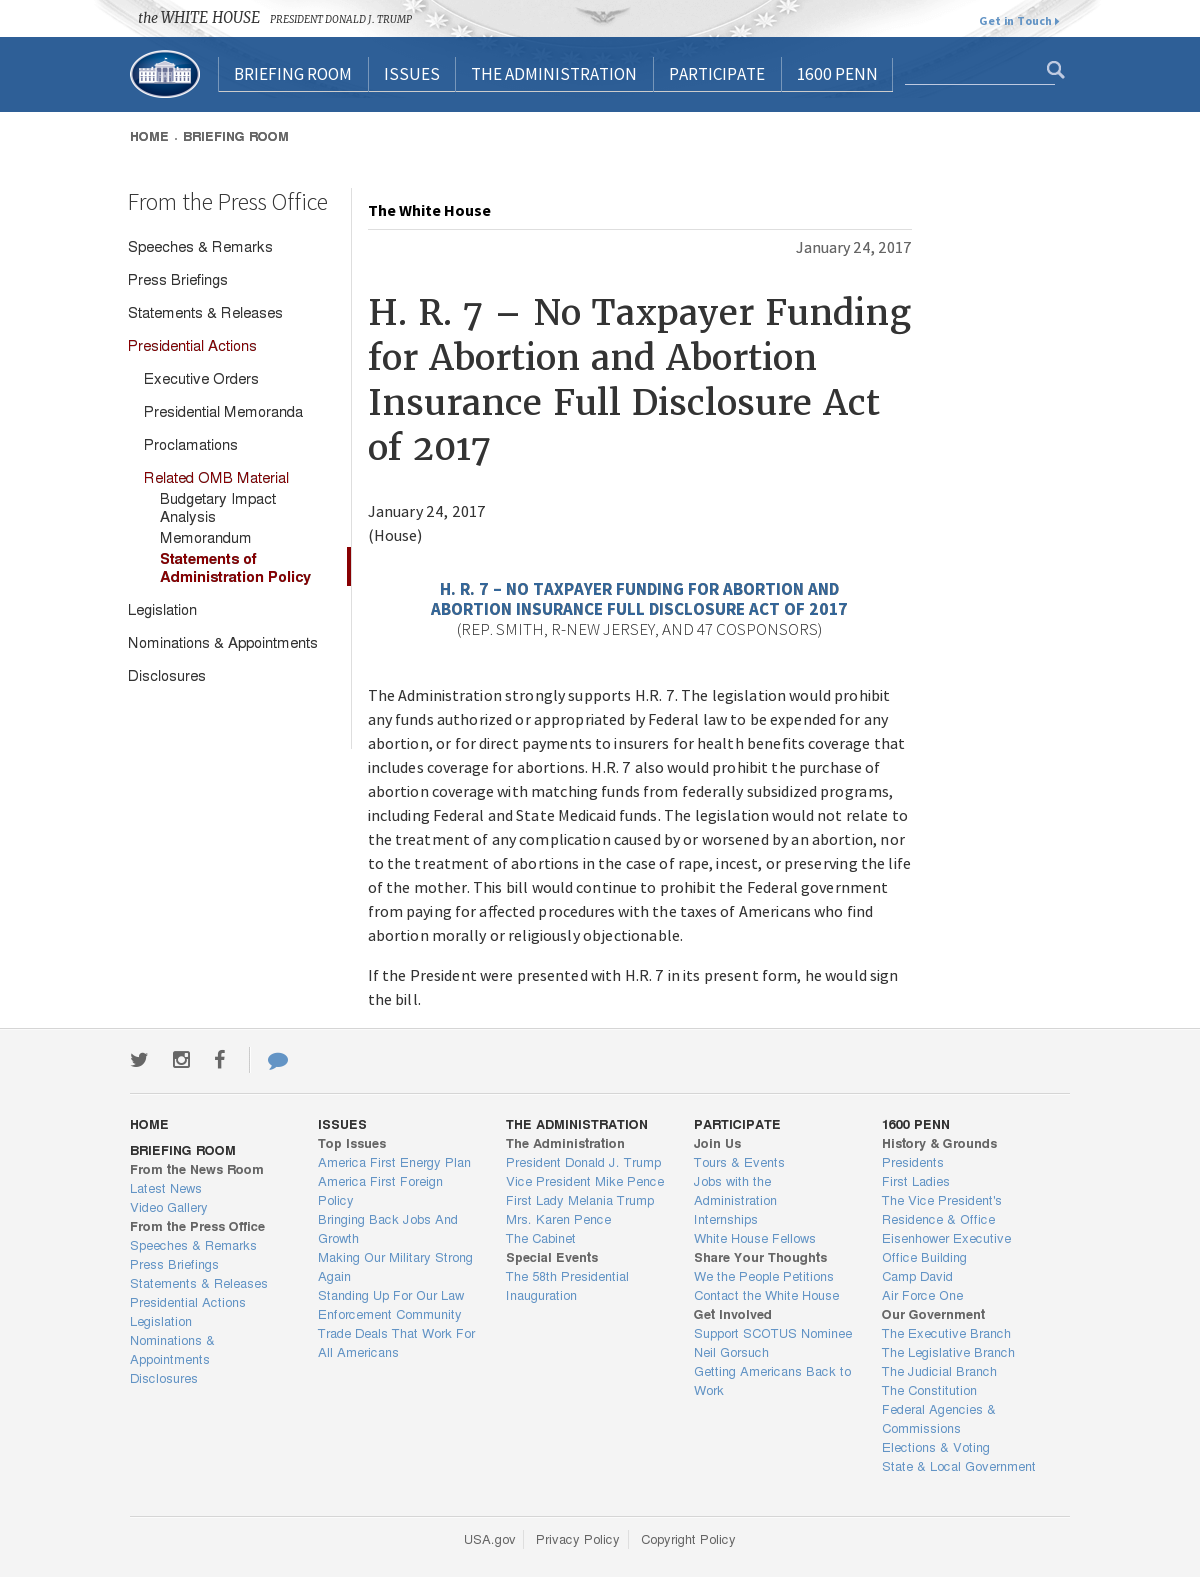 the WHITE HOUSE PRESIDENT DONALD J. TRUMP
Get in Touch
BRIEFING ROOM
ISSUES
THE ADMINISTRATION
PARTICIPATE
1600 PENN
HOME . BRIEFING ROOM
From the Press Office
Speeches & Remarks
Press Briefings
Statements & Releases
Presidential Actions
Executive Orders
Presidential Memoranda
Proclamations
Related OMB Material
Budgetary Impact
Analysis
Memorandum
Statements of
Administration Policy
Legislation
Nominations & Appointments
Disclosures
The White House
January 24, 2017
H. R. 7 – No Taxpayer Funding
for Abortion and Abortion
Insurance Full Disclosure Act
of 2017
January 24, 2017
(House)
H. R. 7 – NO TAXPAYER FUNDING FOR ABORTION AND
ABORTION INSURANCE FULL DISCLOSURE ACT OF 2017
(REP. SMITH, R-NEW JERSEY, AND 47 COSPONSORS)
The Administration strongly supports H.R. 7. The legislation would prohibit
any funds authorized or appropriated by Federal law to be expended for any
abortion, or for direct payments to insurers for health benefits coverage that
includes coverage for abortions. H.R. 7 also would prohibit the purchase of
abortion coverage with matching funds from federally subsidized programs,
including Federal and State Medicaid funds. The legislation would not relate to
the treatment of any complication caused by or worsened by an abortion, nor
to the treatment of abortions in the case of rape, incest, or preserving the life
of the mother. This bill would continue to prohibit the Federal government
from paying for affected procedures with the taxes of Americans who find
abortion morally or religiously objectionable.
If the President were presented with H.R. 7 in its present form, he would sign
the bill.
HOME
BRIEFING ROOM
From the News Room
Latest News
Video Gallery
From the Press Office
Speeches & Remarks
Press Briefings
Statements & Releases
Presidential Actions
Legislation
Nominations &
Appointments
Disclosures
ISSUES
Top Issues
America First Energy Plan
America First Foreign
Policy
Bringing Back Jobs And
Growth
Making Our Military Strong
Again
Standing Up For Our Law
Enforcement Community
Trade Deals That Work For
All Americans
THE ADMINISTRATION
The Administration
President Donald J. Trump
Vice President Mike Pence
First Lady Melania Trump
Mrs. Karen Pence
The Cabinet
Special Events
The 58th Presidential
Inauguration
PARTICIPATE
Join Us
Tours & Events
Jobs with the
Administration
Internships
White House Fellows
Share Your Thoughts
We the People Petitions
Contact the White House
Get Involved
Support SCOTUS Nominee
Neil Gorsuch
Getting Americans Back to
Work
1600 PENN
History & Grounds
Presidents
First Ladies
The Vice President's
Residence & Office
Eisenhower Executive
Office Building
Camp David
Air Force One
Our Government
The Executive Branch
The Legislative Branch
The Judicial Branch
The Constitution
Federal Agencies &
Commissions
Elections & Voting
State & Local Government
USA.gov
Privacy Policy
Copyright Policy